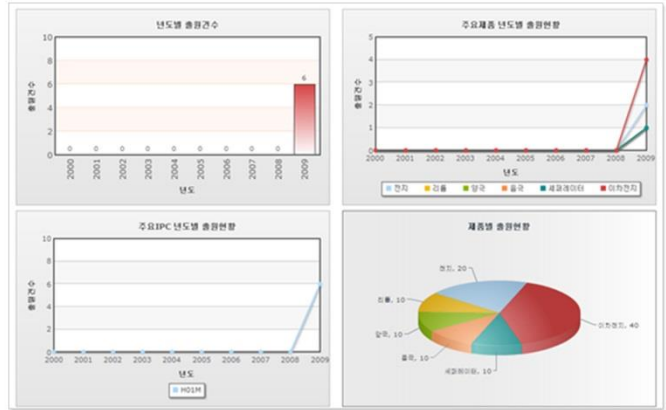 년도별 출원건수
출원건수
10
8
6
4
2
0
0 0 0 0 0 0 0 0 0 6
2000 2001 2002 2003 2004 2005 2006 2007 2008 2009
년도
주요제품 년도별 출원현황
출원건수
5
4
3
2
1
0
2000 2001 2002 2003 2004 2005 2006 2007 2008 2009
년도
전지 리튬 양극 음극 세퍼레이터 이차전지
주요IPC 년도별 출원현황
출원건수
10
8
6
4
2
0
2000 2001 2002 2003 2004 2005 2006 2007 2008 2009
년도
H01M
제품별 출원현황
전지, 20
리튬, 10
양극, 10
음극, 10
세퍼레이터, 10
이차전지, 40